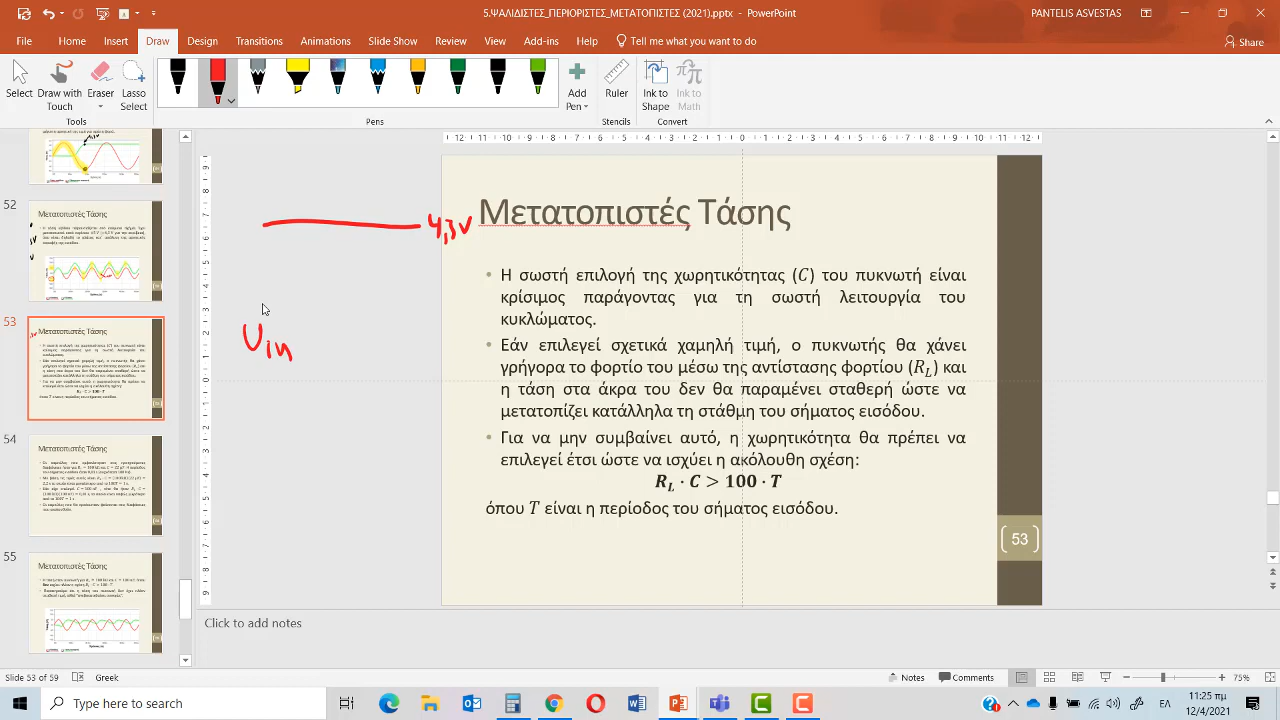 5.ΨΑΛΙΔΙΣΤΕΣ_ΠΕΡΙΟΡΙΣΤΕΣ_ΜΕΤΑΤΟΠΙΣΤΕΣ (2021).pptx - PowerPoint
PANTELIS ASVESTAS
File Home Insert Draw Design Transitions Animations Slide Show Review View Add-ins Help Tell me what you want to do
Share
Select
Draw with Touch
Eraser
Lasso Select
Add Pen
Ruler
Ink to Shape
Ink to Math
Tools
Pens
Stencils
Convert
52
Μετατοπιστές Τάσης
53
Μετατοπιστές Τάσης
54
Μετατοπιστές Τάσης
55
Μετατοπιστές Τάσης
4,3V
Uin
Μετατοπιστές Τάσης
• Η σωστή επιλογή της χωρητικότητας (C) του πυκνωτή είναι
κρίσιμος παράγοντας για τη σωστή λειτουργία του
κυκλώματος.
• Εάν επιλεγεί σχετικά χαμηλή τιμή, ο πυκνωτής θα χάνει
γρήγορα το φορτίο του μέσω της αντίστασης φορτίου (R_L) και
η τάση στα άκρα του δεν θα παραμένει σταθερή ώστε να
μετατοπίζει κατάλληλα τη στάθμη του σήματος εισόδου.
• Για να μην συμβαίνει αυτό, η χωρητικότητα θα πρέπει να
επιλεγεί έτσι ώστε να ισχύει η ακόλουθη σχέση:
R_L · C > 100 · T
όπου T είναι η περίοδος του σήματος εισόδου.
53
Click to add notes
Slide 53 of 59 Greek
Notes Comments 75%
Type here to search
11:25 πμ
12/4/2021